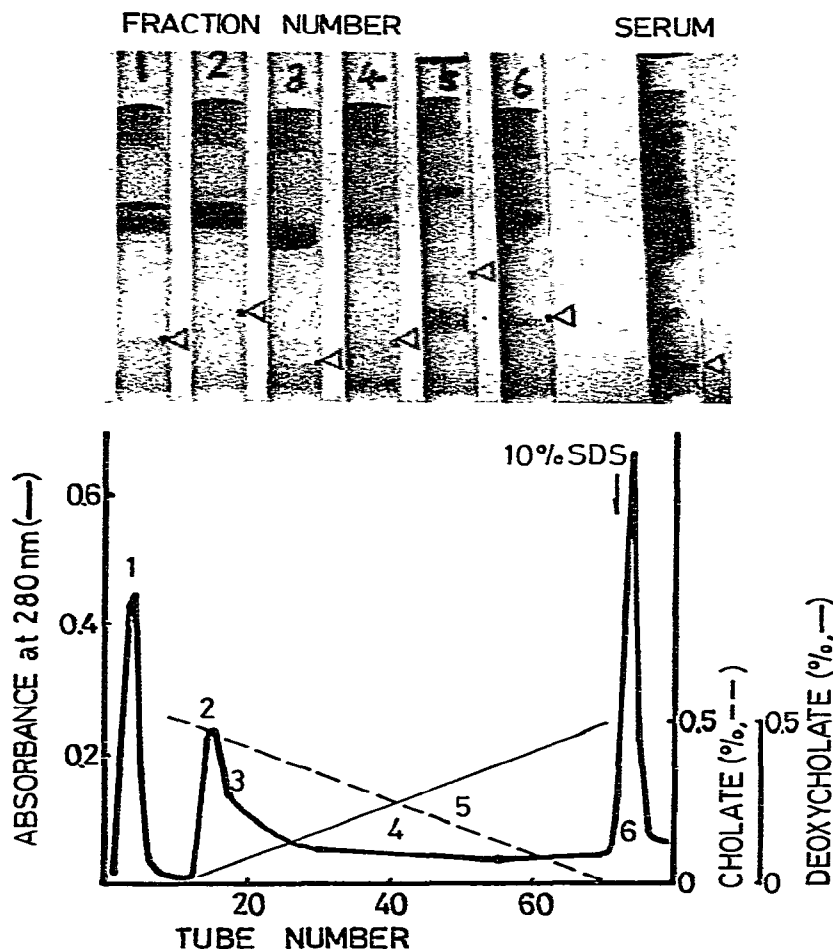 FRACTION NUMBER SERUM
1 2 3 4 5 6
10% SDS
ABSORBANCE at 280 nm (—)
0.6
0.4
0.2
1
2
3
4
5
6
20 40 60
TUBE NUMBER
0.5
0
CHOLATE (%, ---)
0.5
0
DEOXYCHOLATE (%, —)